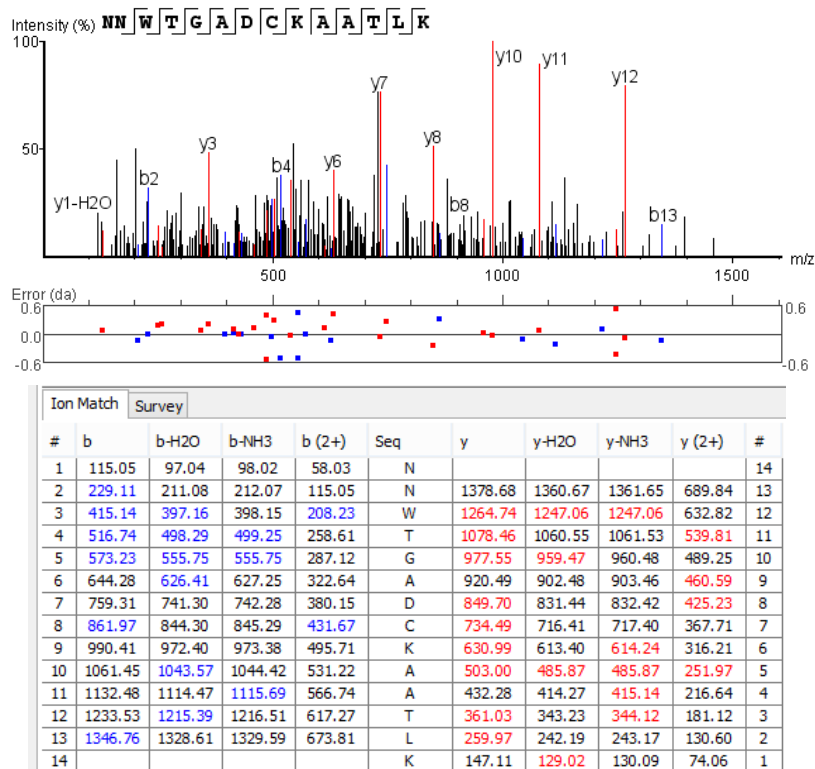 Intensity (%) NNWTGADCKAATLK
100
50
y1-H2O b2 y3 b4 y6 y7 y8 b8 y10 y11 y12 b13
500 1000 1500 m/z
Error (da)
0.6 0.6
0.0 0.0
-0.6 -0.6
Ion Match Survey
# b b-H2O b-NH3 b (2+) Seq y y-H2O y-NH3 y (2+) #
1 115.05 97.04 98.02 58.03 N 14
2 229.11 211.08 212.07 115.05 N 1378.68 1360.67 1361.65 689.84 13
3 415.14 397.16 398.15 208.23 W 1264.74 1247.06 1247.06 632.82 12
4 516.74 498.29 499.25 258.61 T 1078.46 1060.55 1061.53 539.81 11
5 573.23 555.75 555.75 287.12 G 977.55 959.47 960.48 489.25 10
6 644.28 626.41 627.25 322.64 A 920.49 902.48 903.46 460.59 9
7 759.31 741.30 742.28 380.15 D 849.70 831.44 832.42 425.23 8
8 861.97 844.30 845.29 431.67 C 734.49 716.41 717.40 367.71 7
9 990.41 972.40 973.38 495.71 K 630.99 613.40 614.24 316.21 6
10 1061.45 1043.57 1044.42 531.22 A 503.00 485.87 485.87 251.97 5
11 1132.48 1114.47 1115.69 566.74 A 432.28 414.27 415.14 216.64 4
12 1233.53 1215.39 1216.51 617.27 T 361.03 343.23 344.12 181.12 3
13 1346.76 1328.61 1329.59 673.81 L 259.97 242.19 243.17 130.60 2
14 K 147.11 129.02 130.09 74.06 1